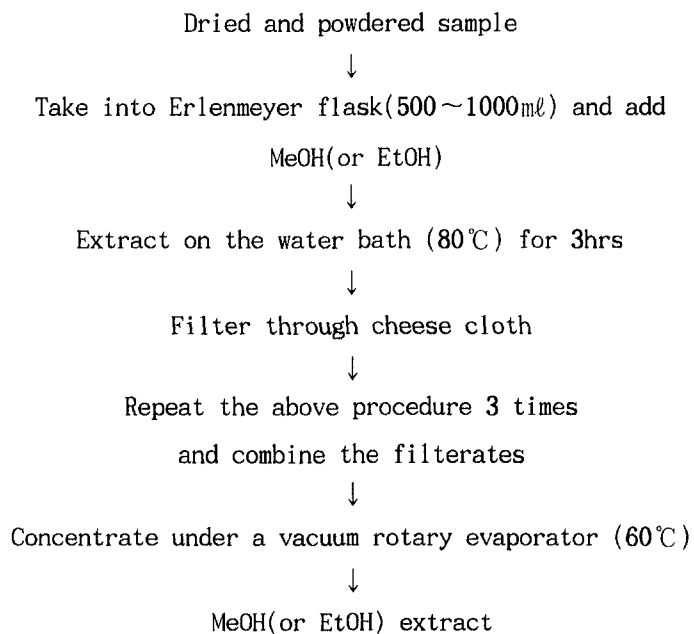 Dried and powdered sample
↓
Take into Erlenmeyer flask(500～1000㎖) and add
MeOH(or EtOH)
↓
Extract on the water bath (80℃) for 3hrs
↓
Filter through cheese cloth
↓
Repeat the above procedure 3 times
and combine the filterates
↓
Concentrate under a vacuum rotary evaporator (60℃)
↓
MeOH(or EtOH) extract